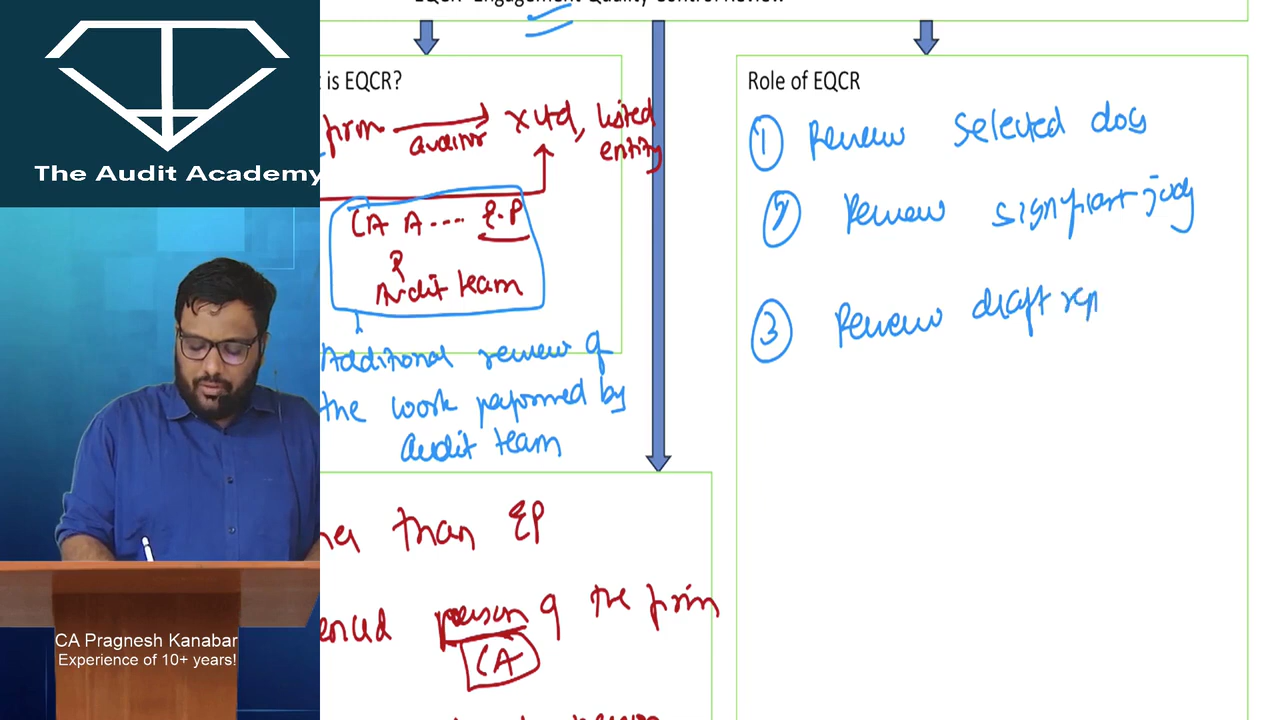 EQCR- Engagement Quality Control Review
The Audit Academy
is EQCR?
firm auditor X Ltd, listed
entity
CA A .... E.P
Audit team
Additional review of
the work performed by
Audit team
than EP
person of the firm
CA
person
Role of EQCR
① Review selected docs
② Review significant judg
③ Review draft rep
CA Pragnesh Kanabar
Experience of 10+ years!